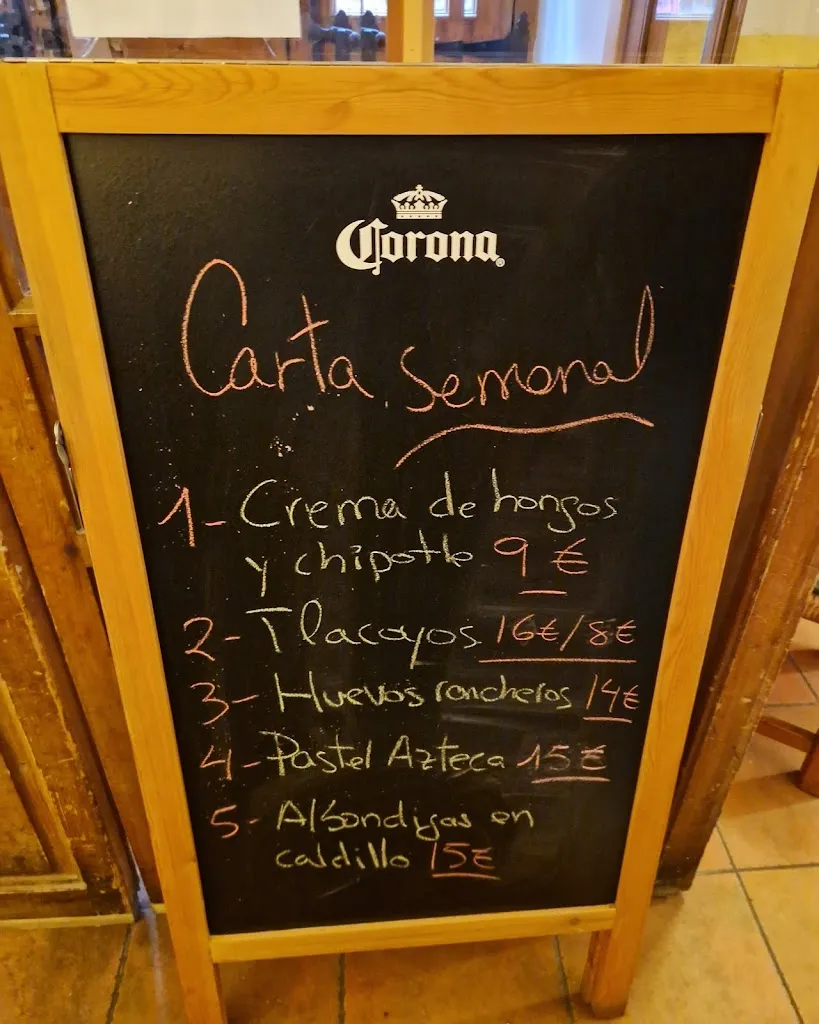 Corona
Carta Semanal
1- Crema de hongos
y chipotle 9 €
2- Tlacoyos 16€/8€
3- Huevos rancheros 14€
4- Pastel Azteca 15€
5- Albondigas en
caldillo 15€